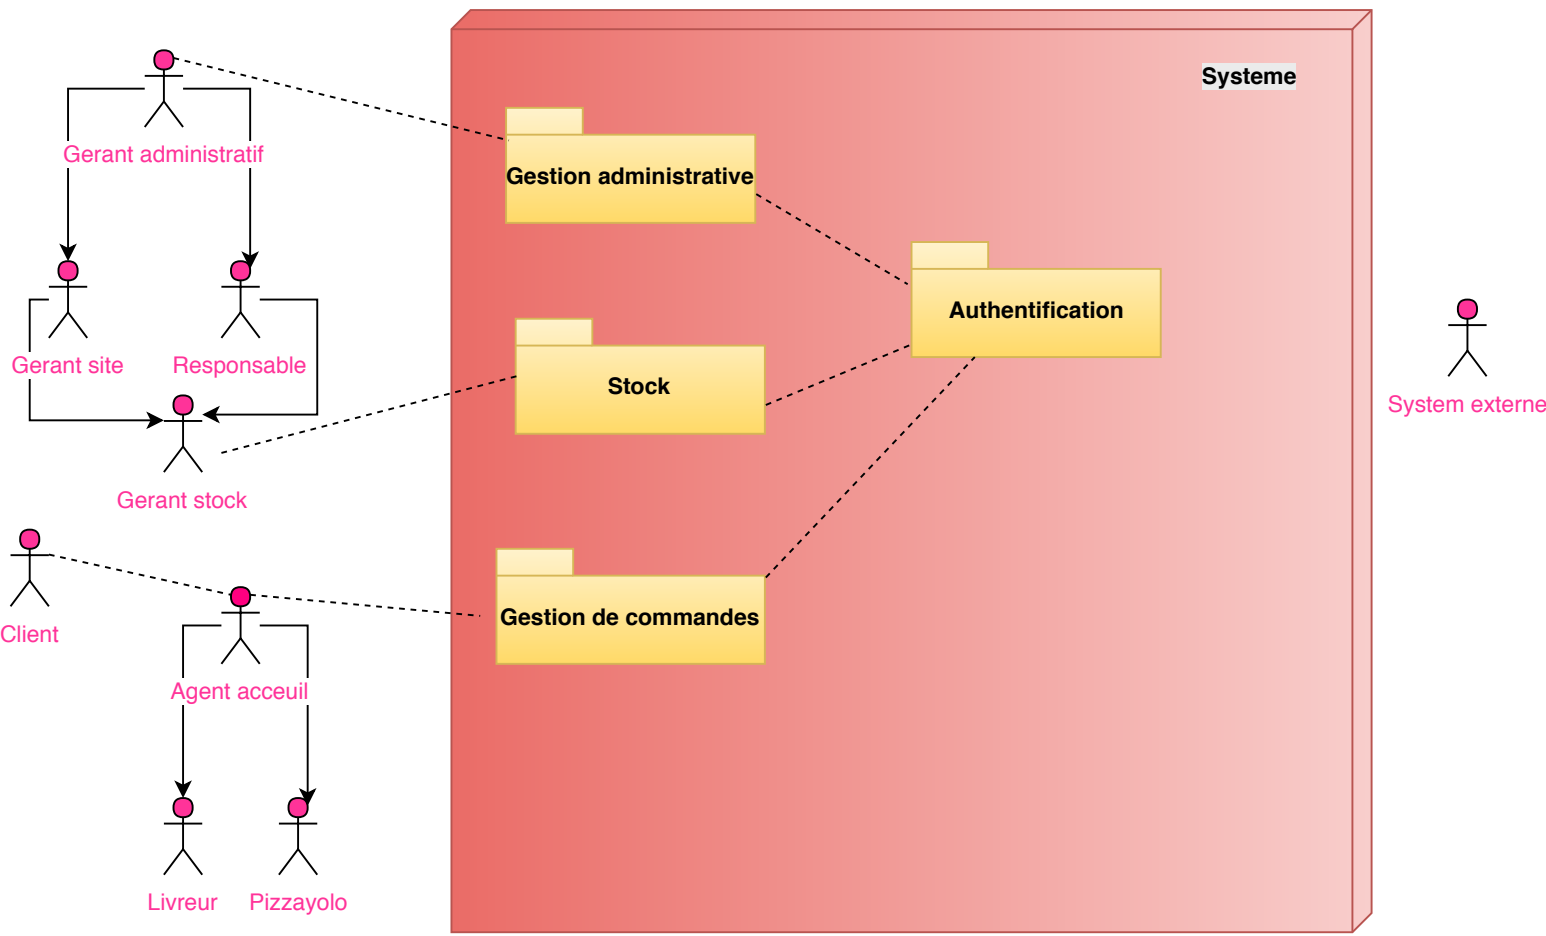 Systeme
Gerant administratif
Gestion administrative
Authentification
Gerant site
Responsable
Stock
System externe
Gerant stock
Gestion de commandes
Client
Agent acceuil
Livreur
Pizzayolo